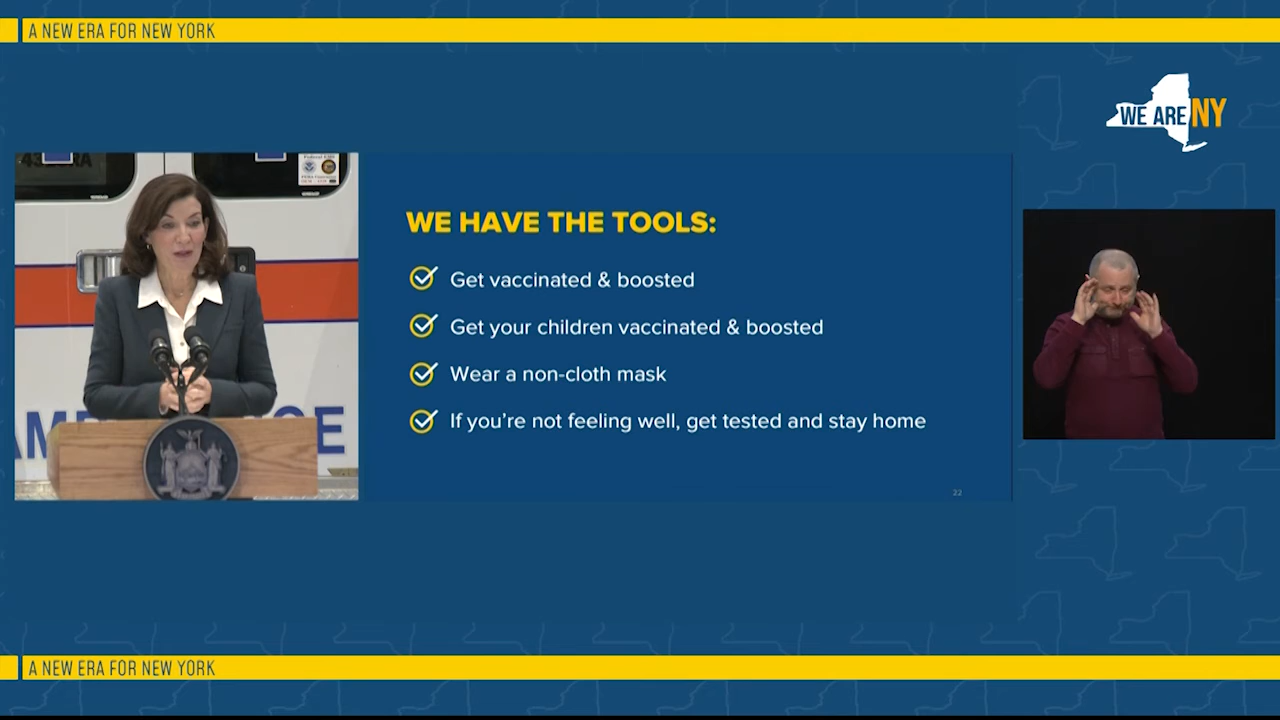 A NEW ERA FOR NEW YORK
WE ARE NY
WE HAVE THE TOOLS:
Get vaccinated & boosted
Get your children vaccinated & boosted
Wear a non-cloth mask
If you're not feeling well, get tested and stay home
22
A NEW ERA FOR NEW YORK